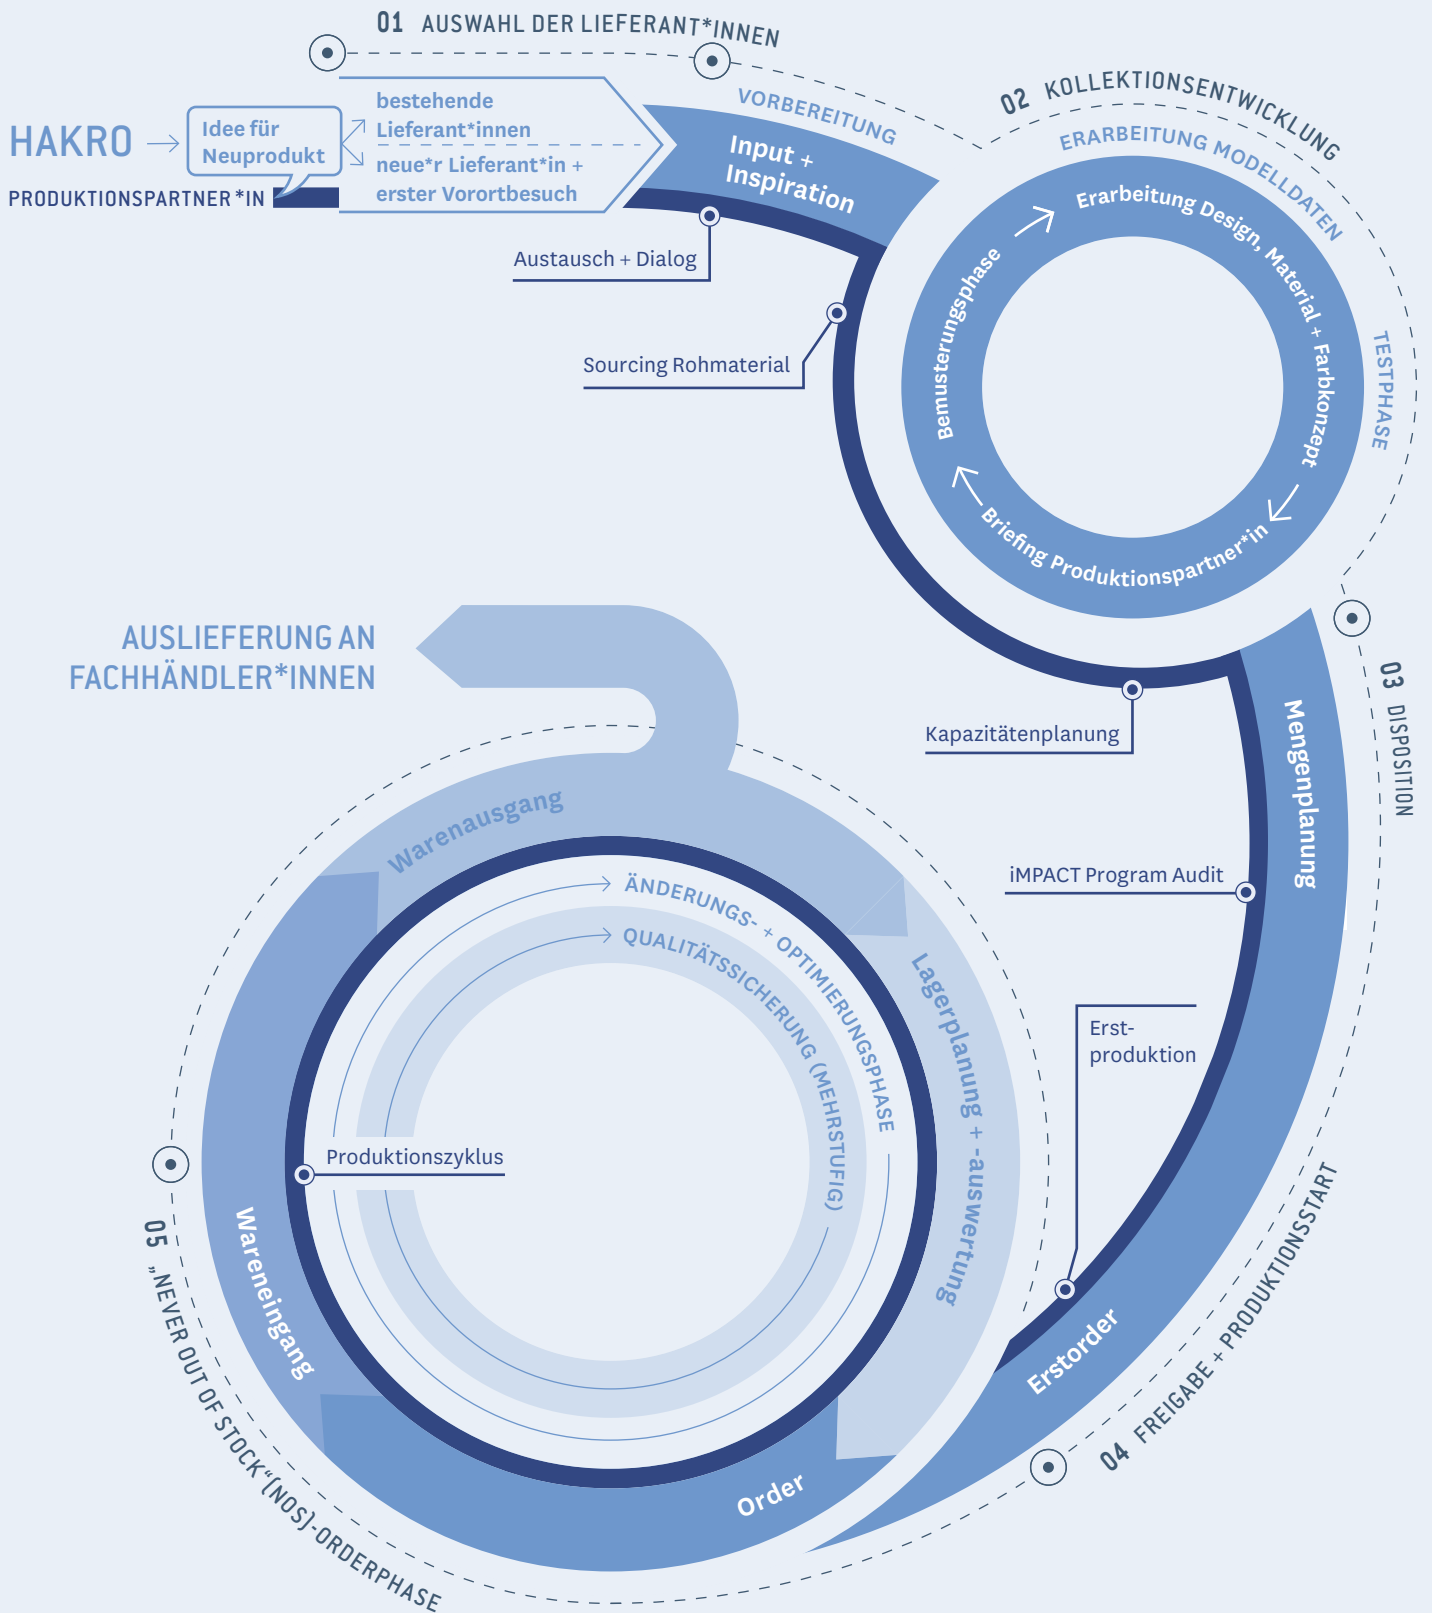 01 AUSWAHL DER LIEFERANT*INNEN
HAKRO
Idee für
Neuprodukt
bestehende
Lieferant*innen
neue*r Lieferant*in +
erster Vorortbesuch
PRODUKTIONSPARTNER*IN
VORBEREITUNG
Input +
Inspiration
Austausch + Dialog
Sourcing Rohmaterial
02 KOLLEKTIONSENTWICKLUNG
ERARBEITUNG MODELLDATEN
TESTPHASE
Erarbeitung Design, Material + Farbkonzept
Briefing Produktionspartner*in
Bemusterungsphase
Kapazitätenplanung
03 DISPOSITION
Mengenplanung
iMPACT Program Audit
Erst-
produktion
04 FREIGABE + PRODUKTIONSSTART
Erstorder
AUSLIEFERUNG AN
FACHHÄNDLER*INNEN
Warenausgang
ÄNDERUNGS- + OPTIMIERUNGSPHASE
QUALITÄTSSICHERUNG (MEHRSTUFIG)
Lagerplanung + -auswertung
Produktionszyklus
Wareneingang
Order
05 „NEVER OUT OF STOCK“(NOS)-ORDERPHASE